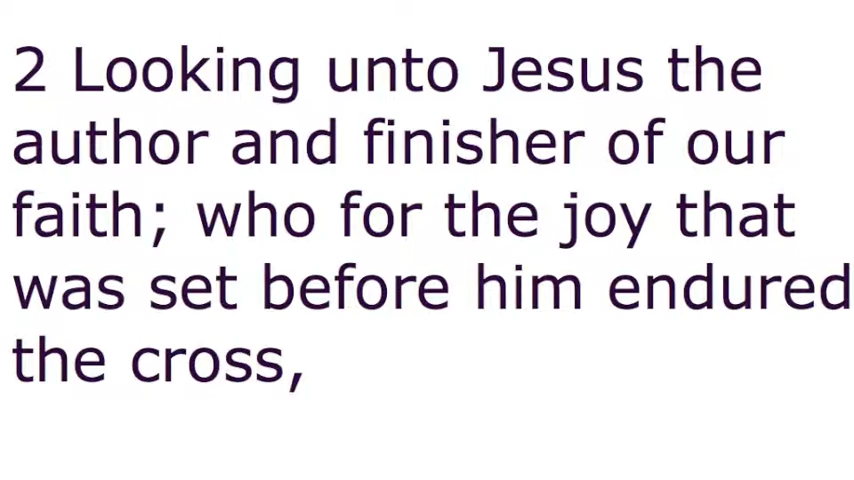 2 Looking unto Jesus the
author and finisher of our
faith; who for the joy that
was set before him endured
the cross,